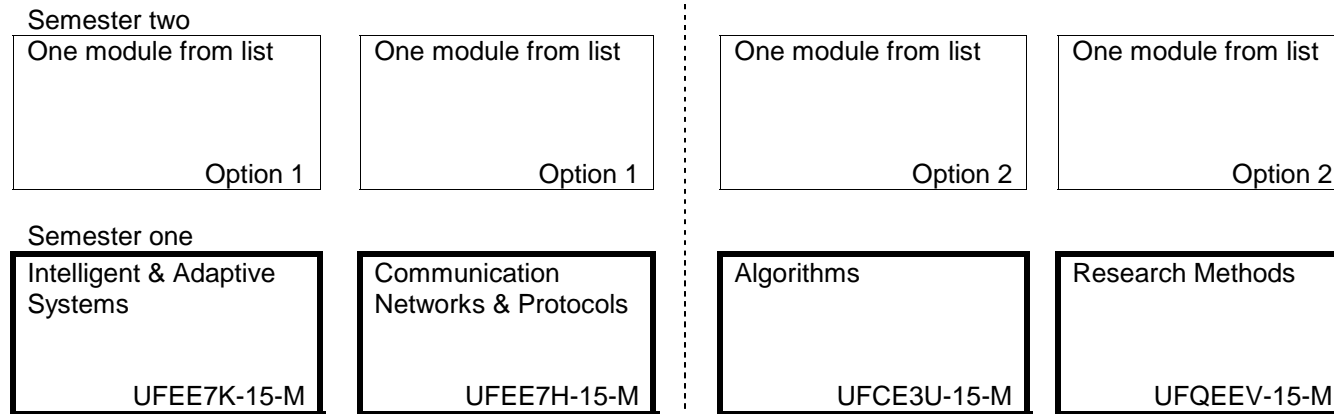 Semester two
One module from list
Option 1
One module from list
Option 1
One module from list
Option 2
One module from list
Option 2
Semester one
Intelligent & Adaptive
Systems
UFEE7K-15-M
Communication
Networks & Protocols
UFEE7H-15-M
Algorithms
UFCE3U-15-M
Research Methods
UFQEEV-15-M